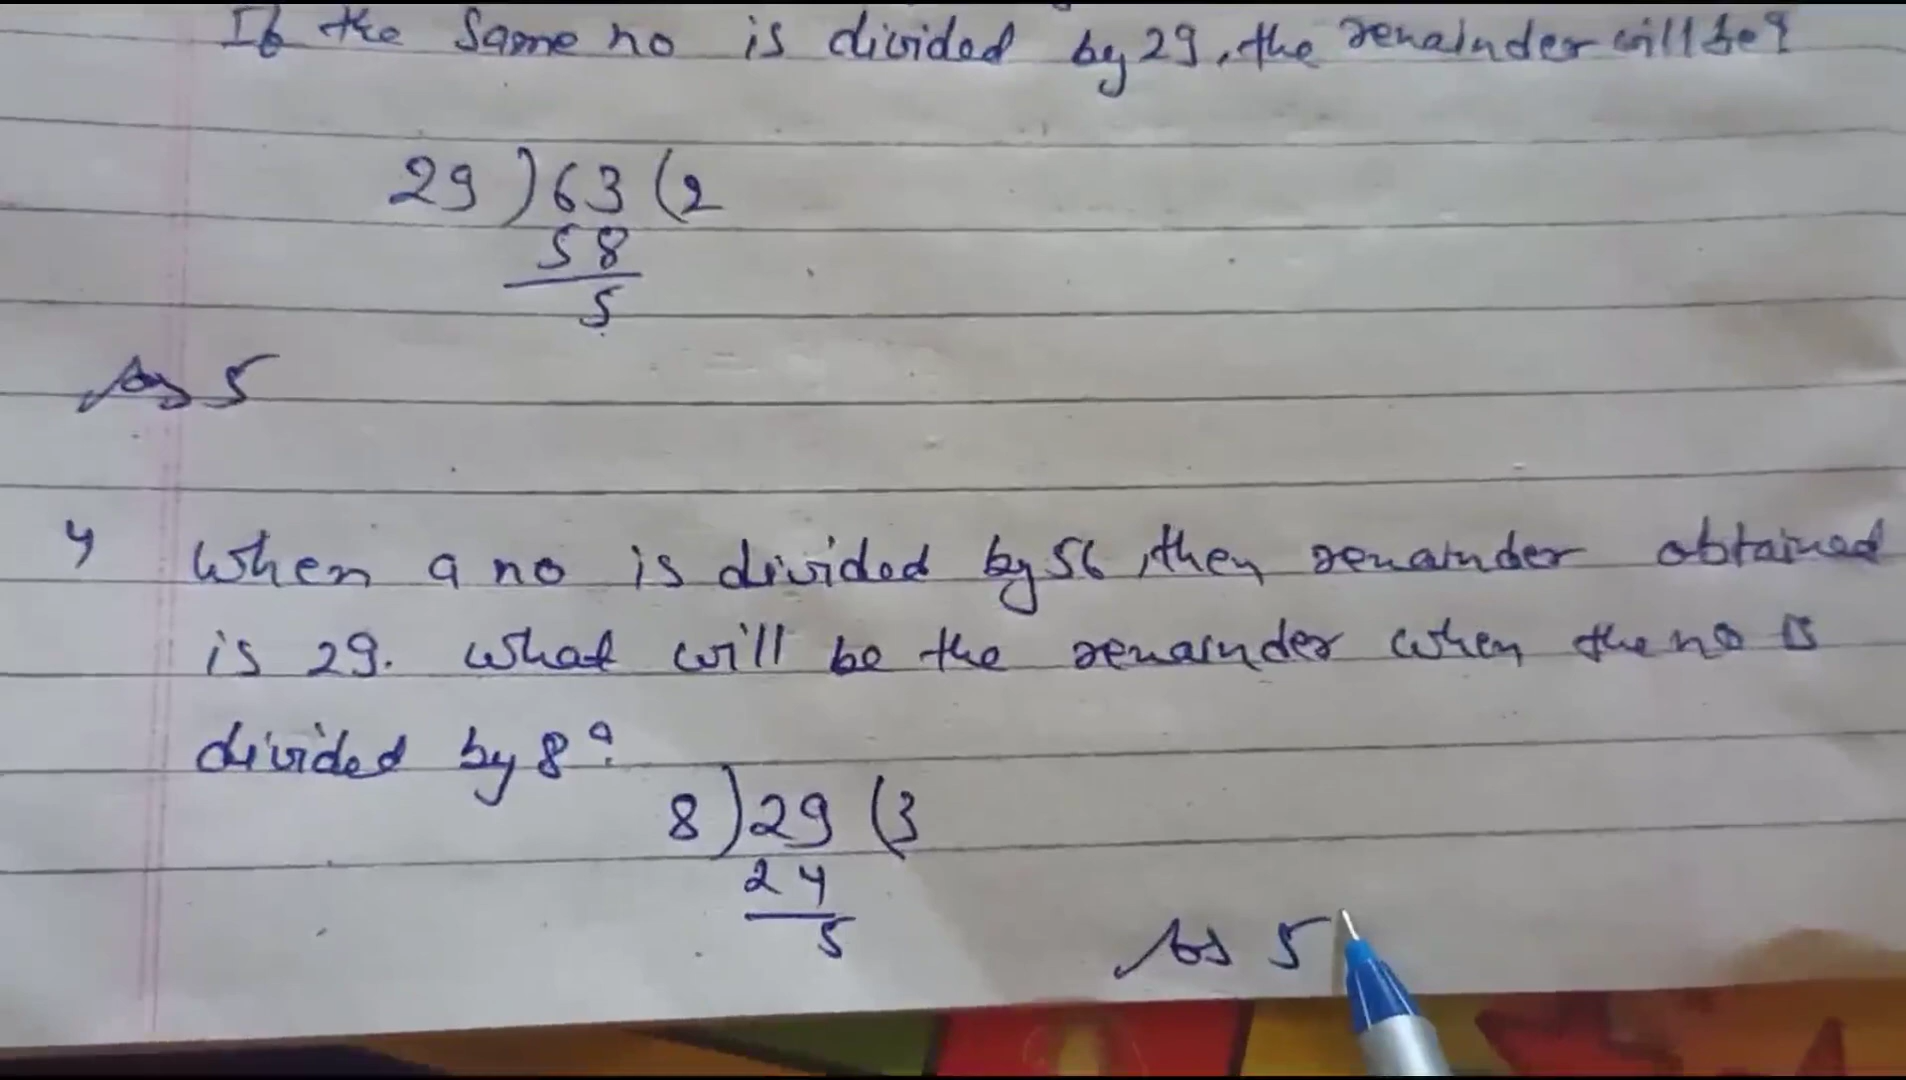 If the same no is divided by 29, the remainder will be?
29 ) 63 ( 2
58
5
Ans 5
4 When a no is divided by 56, then remainder obtained
is 29. What will be the remainder when the no is
divided by 8?
8 ) 29 ( 3
24
5
Ans 5